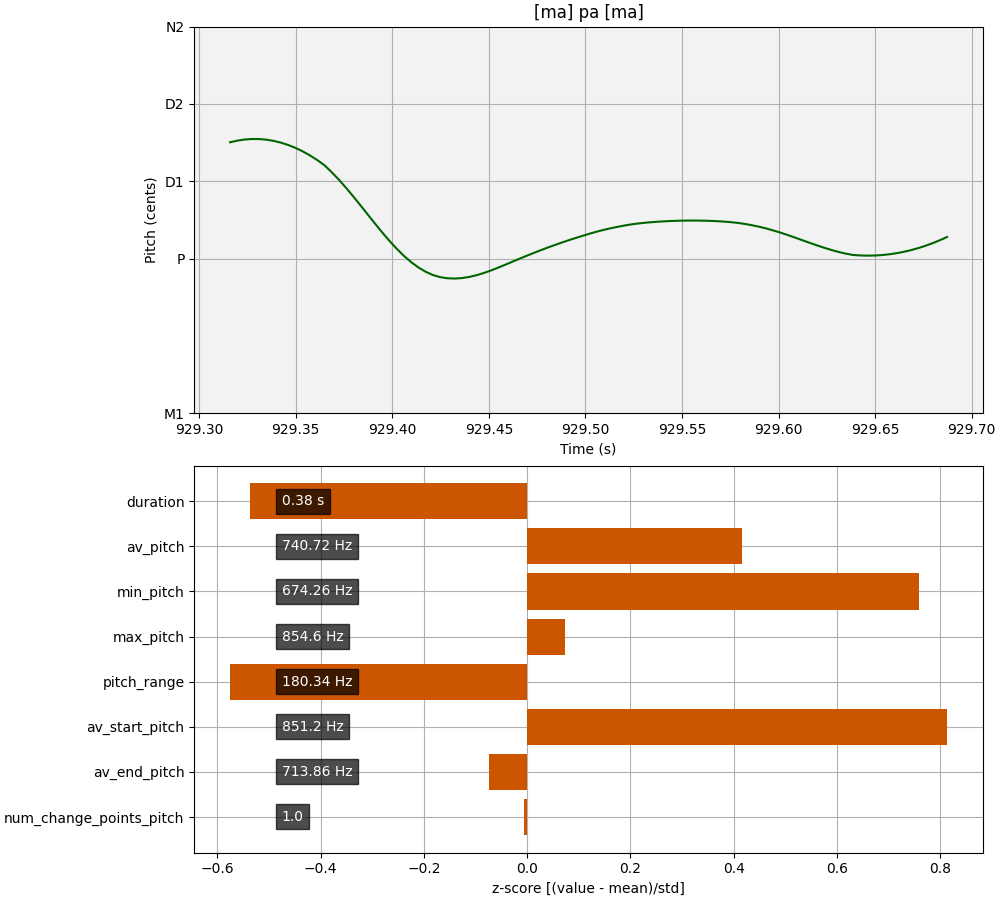 [ma] pa [ma]
N2
D2
D1
P
M1
Pitch (cents)
929.30 929.35 929.40 929.45 929.50 929.55 929.60 929.65 929.70
Time (s)
duration 0.38 s
av_pitch 740.72 Hz
min_pitch 674.26 Hz
max_pitch 854.6 Hz
pitch_range 180.34 Hz
av_start_pitch 851.2 Hz
av_end_pitch 713.86 Hz
num_change_points_pitch 1.0
−0.6 −0.4 −0.2 0.0 0.2 0.4 0.6 0.8
z-score [(value - mean)/std]